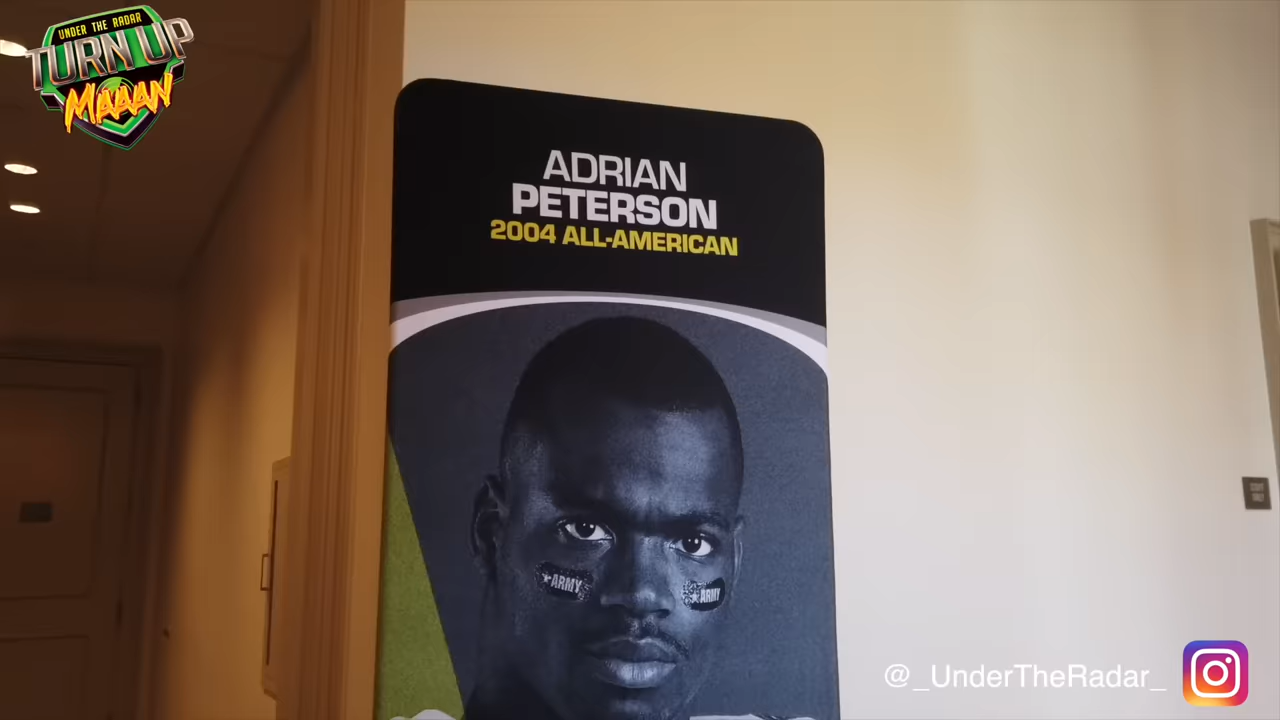 UNDER THE RADAR
TURN UP
MAAAN
ADRIAN
PETERSON
2004 ALL-AMERICAN
ARMY
ARMY
@_UnderTheRadar_